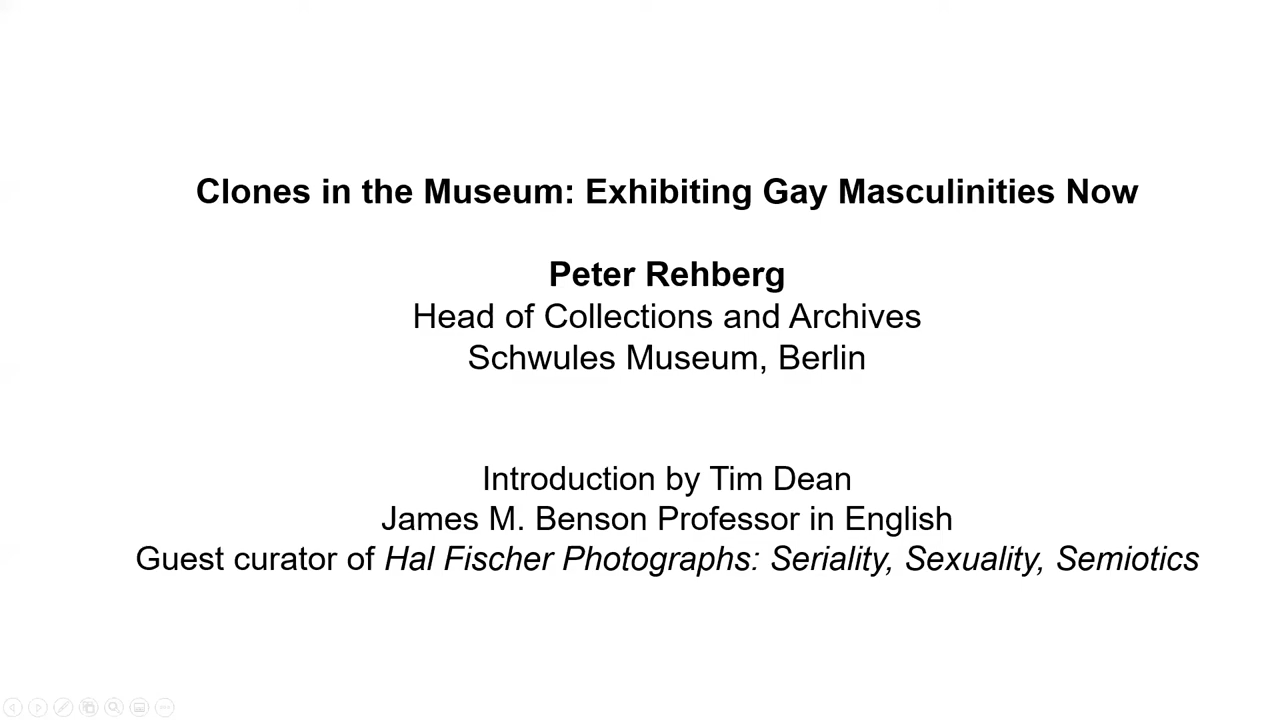 Clones in the Museum: Exhibiting Gay Masculinities Now
Peter Rehberg
Head of Collections and Archives
Schwules Museum, Berlin
Introduction by Tim Dean
James M. Benson Professor in English
Guest curator of Hal Fischer Photographs: Seriality, Sexuality, Semiotics